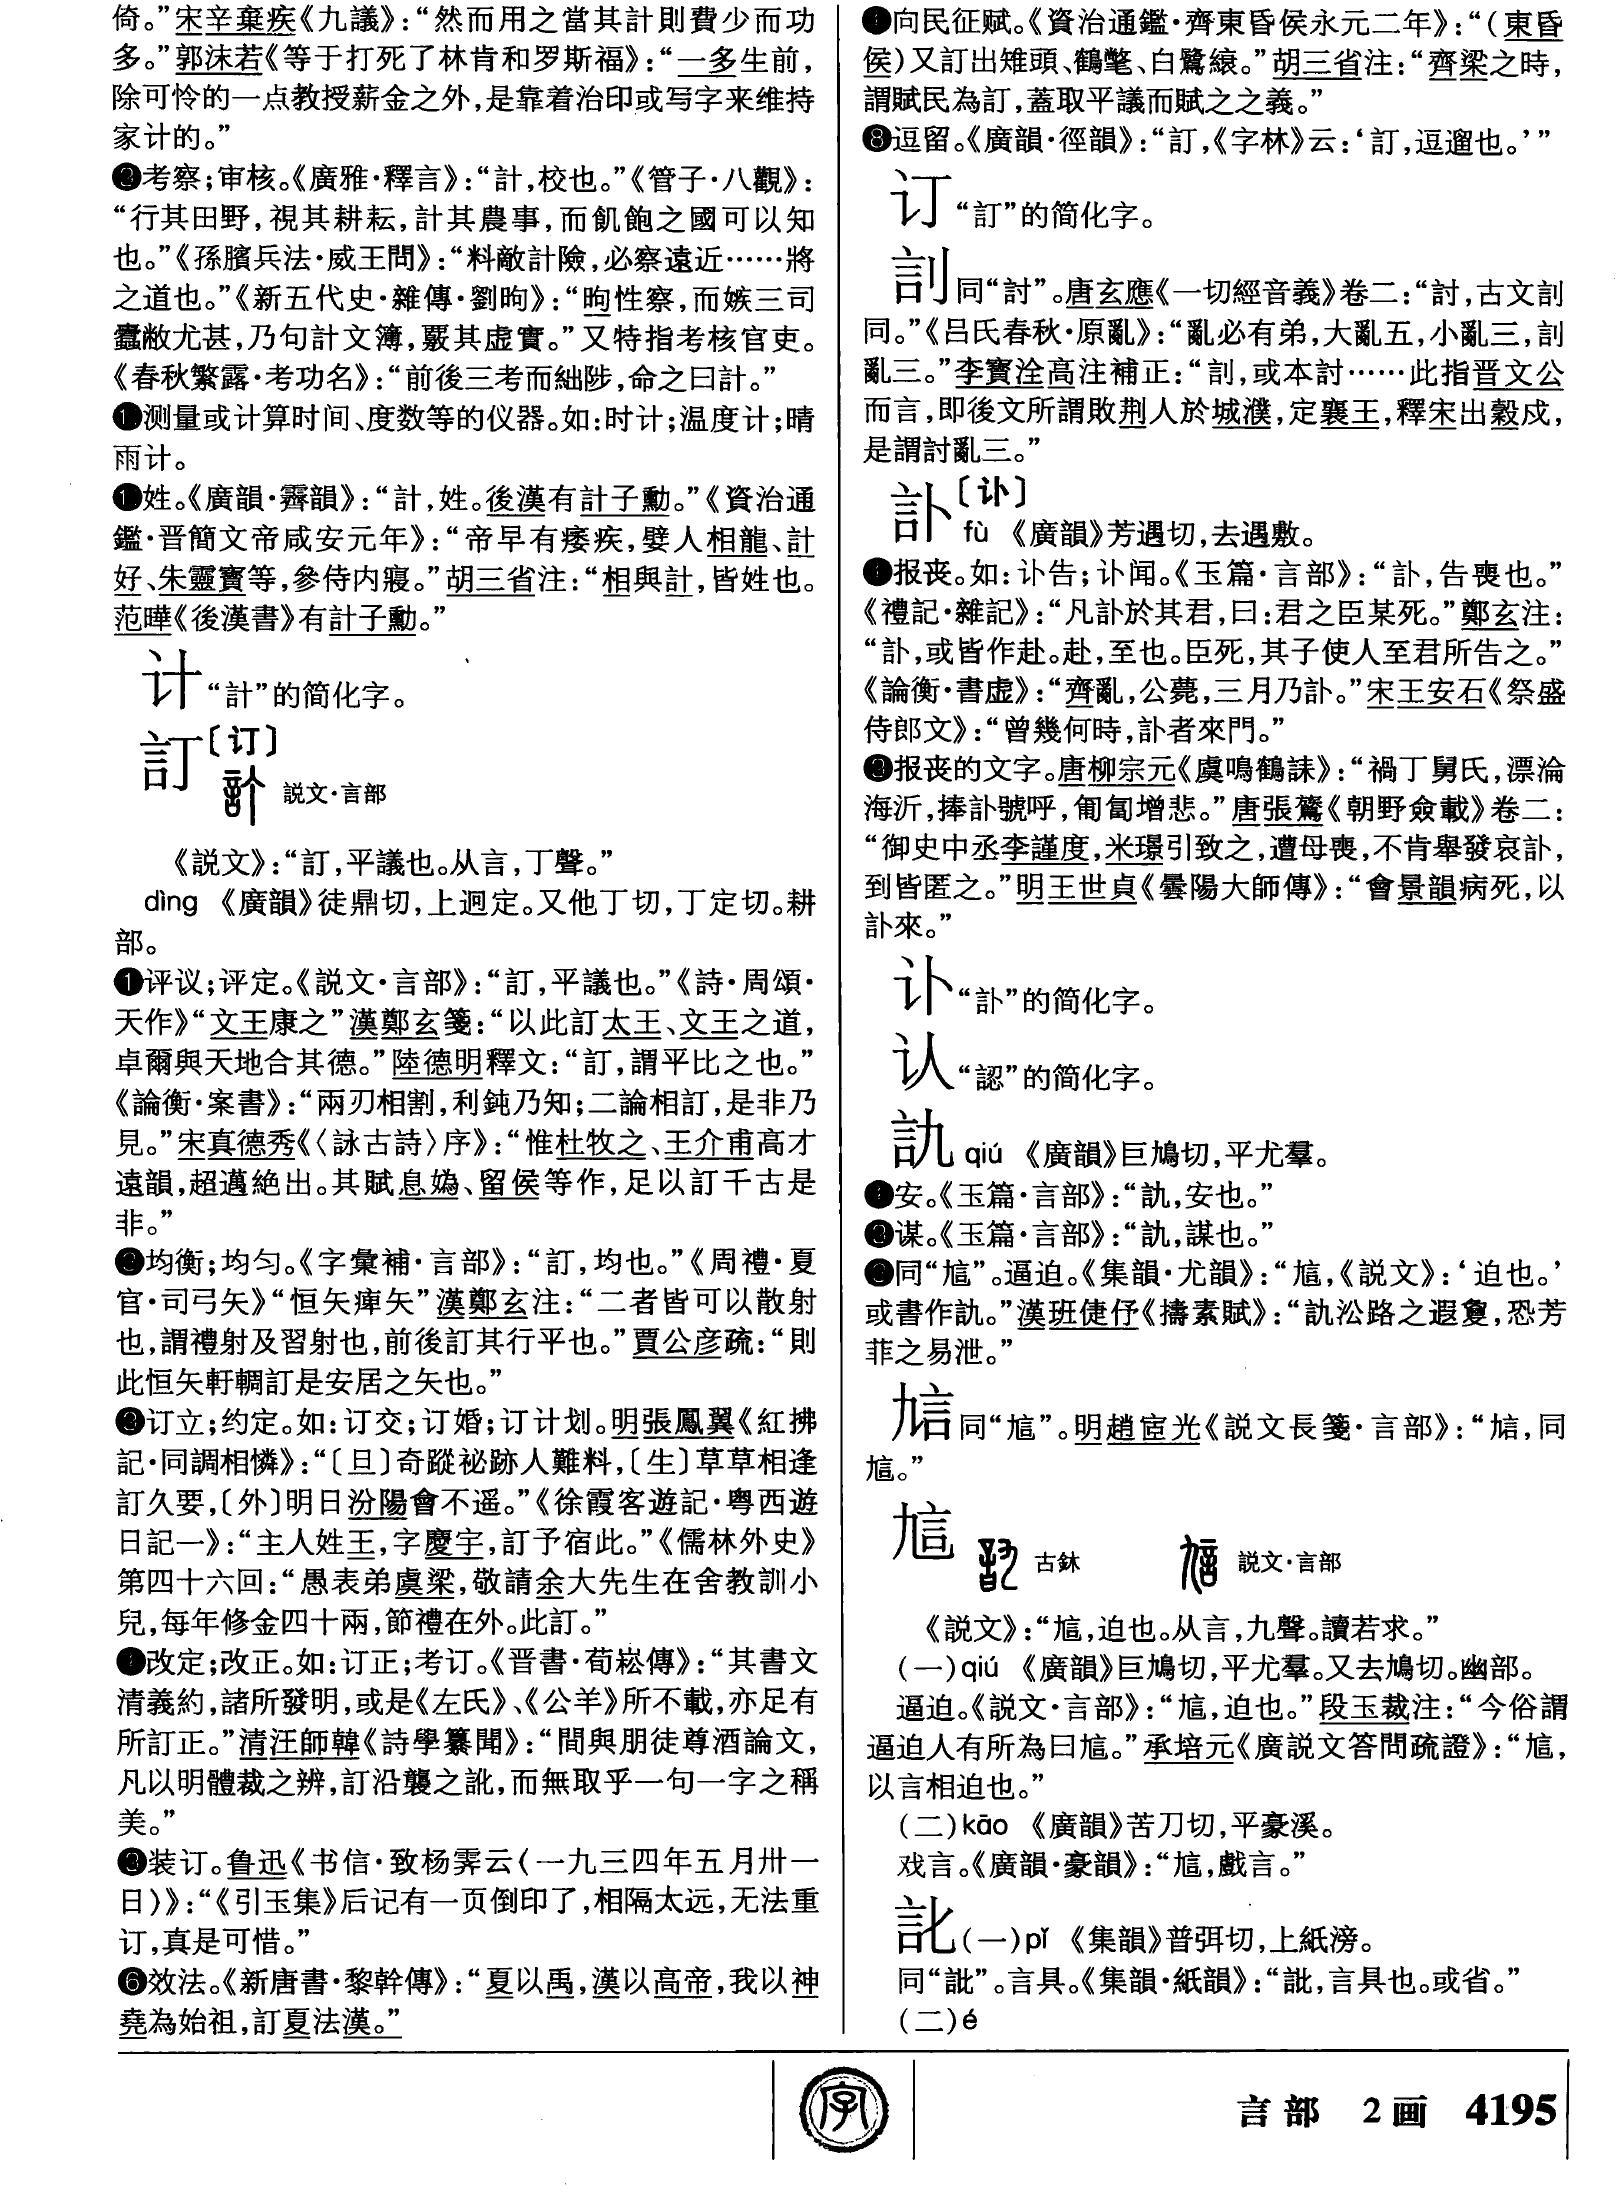 倚。”宋辛棄疾《九議》：“然而用之當其計則費少而功
多。”郭沫若《等于打死了林肯和罗斯福》：“一多生前，
除可怜的一点教授薪金之外，是靠着治印或写字来维持
家计的。”
考察；审核。《廣雅·釋言》：“計，校也。”《管子·八觀》：
“行其田野，視其耕耘，計其農事，而飢飽之國可以知
也。”《孫臏兵法·威王問》：“料敵計險，必察遠近……將
之道也。”《新五代史·雜傳·劉昫》：“昫性察，而嫉三司
蠹敝尤甚，乃句計文簿，覈其虚實。”又特指考核官吏。
《春秋繁露·考功名》：“前後三考而絀陟，命之曰計。”
测量或计算时间、度数等的仪器。如：时计；温度计；晴
雨计。
姓。《廣韻·霽韻》：“計，姓。後漢有計子勳。”《資治通
鑑·晋簡文帝咸安元年》：“帝早有痿疾，嬖人相龍、計
好、朱靈寶等，參侍内寢。”胡三省注：“相與計，皆姓也。
范曄《後漢書》有計子勳。”
计“計”的简化字。
訂〔订〕
説文·言部
《説文》：“訂，平議也。从言，丁聲。”
dìng 《廣韻》徒鼎切，上迥定。又他丁切，丁定切。耕
部。
❶评议；评定。《説文·言部》：“訂，平議也。”《詩·周頌·
天作》“文王康之”漢鄭玄箋：“以此訂太王、文王之道，
卓爾與天地合其德。”陸德明釋文：“訂，謂平比之也。”
《論衡·案書》：“兩刃相割，利鈍乃知；二論相訂，是非乃
見。”宋真德秀《〈詠古詩〉序》：“惟杜牧之、王介甫高才
遠韻，超邁絶出。其賦息媯、留侯等作，足以訂千古是
非。”
❷均衡；均匀。《字彙補·言部》：“訂，均也。”《周禮·夏
官·司弓矢》“恒矢痺矢”漢鄭玄注：“二者皆可以散射
也，謂禮射及習射也，前後訂其行平也。”賈公彦疏：“則
此恒矢軒輖訂是安居之矢也。”
❸订立；约定。如：订交；订婚；订计划。明張鳳翼《紅拂
記·同調相憐》：“〔旦〕奇蹤祕跡人難料，〔生〕草草相逢
訂久要，〔外〕明日汾陽會不遥。”《徐霞客遊記·粤西遊
日記一》：“主人姓王，字慶宇，訂予宿此。”《儒林外史》
第四十六回：“愚表弟虞梁，敬請余大先生在舍教訓小
兒，每年修金四十兩，節禮在外。此訂。”
❹改定；改正。如：订正；考订。《晋書·荀崧傳》：“其書文
清義約，諸所發明，或是《左氏》、《公羊》所不載，亦足有
所訂正。”清汪師韓《詩學纂聞》：“間與朋徒尊酒論文，
凡以明體裁之辨，訂沿襲之訛，而無取乎一句一字之稱
美。”
❺装订。鲁迅《书信·致杨霁云（一九三四年五月卅一
日）》：“《引玉集》后记有一页倒印了，相隔太远，无法重
订，真是可惜。”
❻效法。《新唐書·黎幹傳》：“夏以禹，漢以高帝，我以神
堯為始祖，訂夏法漢。”
❼向民征赋。《資治通鑑·齊東昏侯永元二年》：“（東昏
侯）又訂出雉頭、鶴氅、白鷺縗。”胡三省注：“齊梁之時，
謂賦民為訂，蓋取平議而賦之之義。”
❽逗留。《廣韻·徑韻》：“訂，《字林》云：‘訂，逗遛也。’”
订“訂”的简化字。
訠同“討”。唐玄應《一切經音義》卷二：“討，古文訠
同。”《吕氏春秋·原亂》：“亂必有弟，大亂五，小亂三，訠
亂三。”李寶洤高注補正：“訠，或本討……此指晋文公
而言，即後文所謂敗荆人於城濮，定襄王，釋宋出穀戍，
是謂討亂三。”
訃〔讣〕
fù 《廣韻》芳遇切，去遇敷。
❶报丧。如：讣告；讣闻。《玉篇·言部》：“訃，告喪也。”
《禮記·雜記》：“凡訃於其君，曰：君之臣某死。”鄭玄注：
“訃，或皆作赴。赴，至也。臣死，其子使人至君所告之。”
《論衡·書虚》：“齊亂，公薨，三月乃訃。”宋王安石《祭盛
侍郎文》：“曾幾何時，訃者來門。”
❷报丧的文字。唐柳宗元《虞鳴鶴誄》：“禍丁舅氏，漂淪
海沂，捧訃號呼，匍匐增悲。”唐張鷟《朝野僉載》卷二：
“御史中丞李謹度，米璟引致之，遭母喪，不肯舉發哀訃，
到皆匿之。”明王世貞《曇陽大師傳》：“會景韻病死，以
訃來。”
讣“訃”的简化字。
认“認”的简化字。
訅qiú 《廣韻》巨鳩切，平尤羣。
❶安。《玉篇·言部》：“訅，安也。”
❷谋。《玉篇·言部》：“訅，謀也。”
❸同“訄”。逼迫。《集韻·尤韻》：“訄，《説文》：‘迫也。’
或書作訅。”漢班倢伃《擣素賦》：“訅沿路之遐敻，恐芳
菲之易泄。”
同“訄”。明趙宧光《説文長箋·言部》：“，同
訄。”
訄 古鉢 説文·言部
《説文》：“訄，迫也。从言，九聲。讀若求。”
（一）qiú 《廣韻》巨鳩切，平尤羣。又去鳩切。幽部。
逼迫。《説文·言部》：“訄，迫也。”段玉裁注：“今俗謂
逼迫人有所為曰訄。”承培元《廣説文答問疏證》：“訄，
以言相迫也。”
（二）kāo 《廣韻》苦刀切，平豪溪。
戏言。《廣韻·豪韻》：“訄，戲言。”
訿（一）pǐ 《集韻》普弭切，上紙滂。
同“諀”。言具。《集韻·紙韻》：“諀，言具也。或省。”
（二）é
字
言部 2画 4195